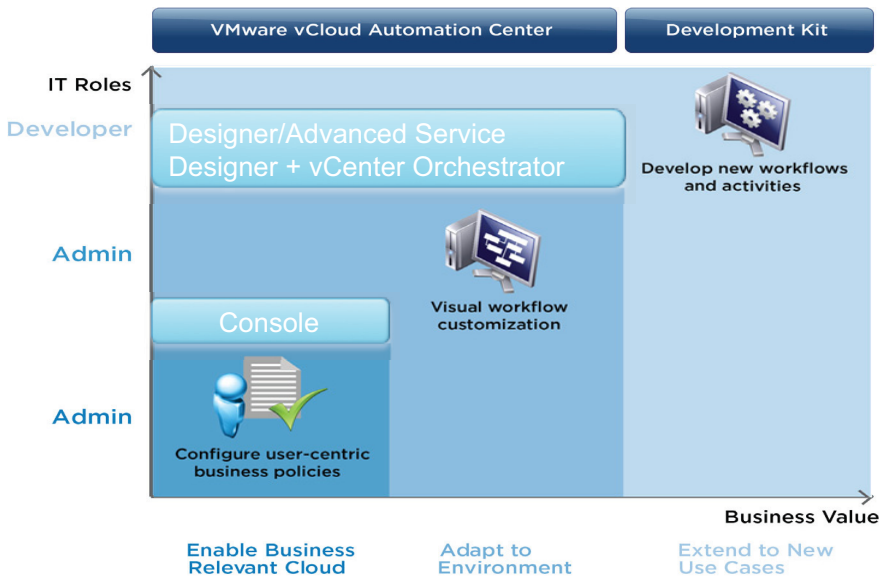 VMware vCloud Automation Center
Development Kit
IT Roles
Developer
Designer/Advanced Service
Designer + vCenter Orchestrator
Develop new workflows
and activities
Admin
Visual workflow
customization
Console
Admin
Configure user-centric
business policies
Business Value
Enable Business
Relevant Cloud
Adapt to
Environment
Extend to New
Use Cases